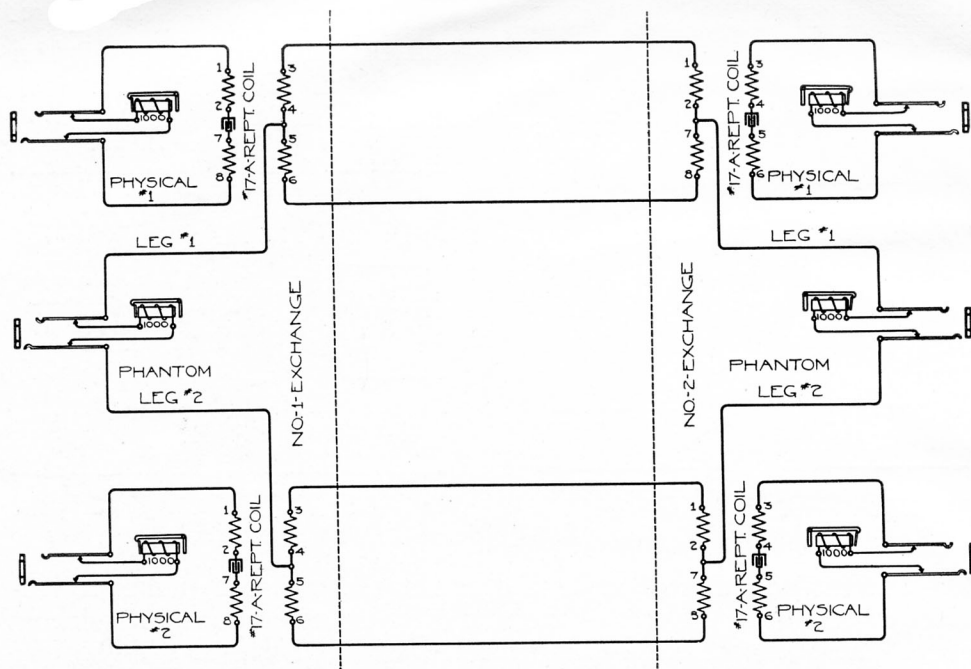 1
2
7
8
#17-A-REPT. COIL
3
4
5
6
1000
PHYSICAL
#1
LEG #1
1
2
7
8
3
4
5
6
#17-A-REPT. COIL
1000
PHYSICAL
#1
LEG #1
1000
PHANTOM
LEG #2
NO.-1-EXCHANGE
NO.-2-EXCHANGE
1000
PHANTOM
LEG #2
1
2
7
8
#17-A-REPT. COIL
3
4
5
6
1000
PHYSICAL
#2
1
2
7
8
#17-A-REPT. COIL
3
4
5
6
1000
PHYSICAL
#2